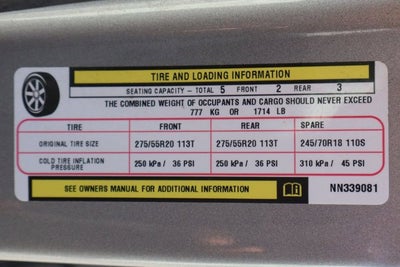 TIRE AND LOADING INFORMATION
SEATING CAPACITY - TOTAL 5 FRONT 2 REAR 3
THE COMBINED WEIGHT OF OCCUPANTS AND CARGO SHOULD NEVER EXCEED
777 KG OR 1714 LB
TIRE FRONT REAR SPARE
ORIGINAL TIRE SIZE 275/55R20 113T 275/55R20 113T 245/70R18 110S
COLD TIRE INFLATION PRESSURE 250 kPa / 36 PSI 250 kPa / 36 PSI 310 kPa / 45 PSI
SEE OWNERS MANUAL FOR ADDITIONAL INFORMATION NN339081